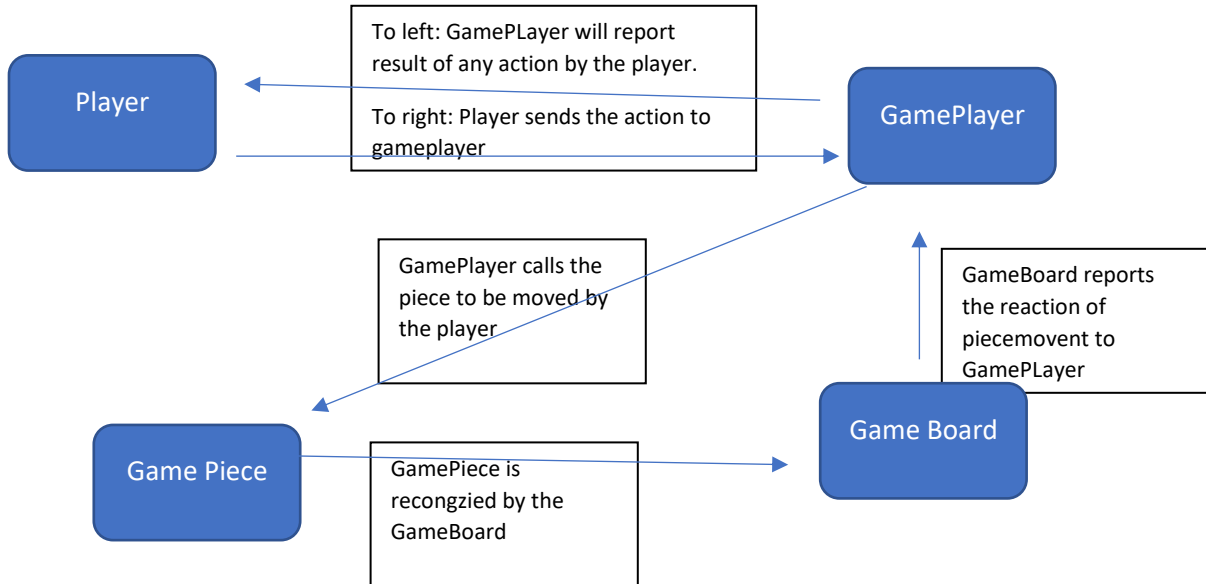 To left: GamePLayer will report
result of any action by the player.
To right: Player sends the action to
gameplayer
Player
GamePlayer
GamePlayer calls the
piece to be moved by
the player
GameBoard reports
the reaction of
piecemovent to
GamePLayer
Game Board
Game Piece
GamePiece is
recongzied by the
GameBoard